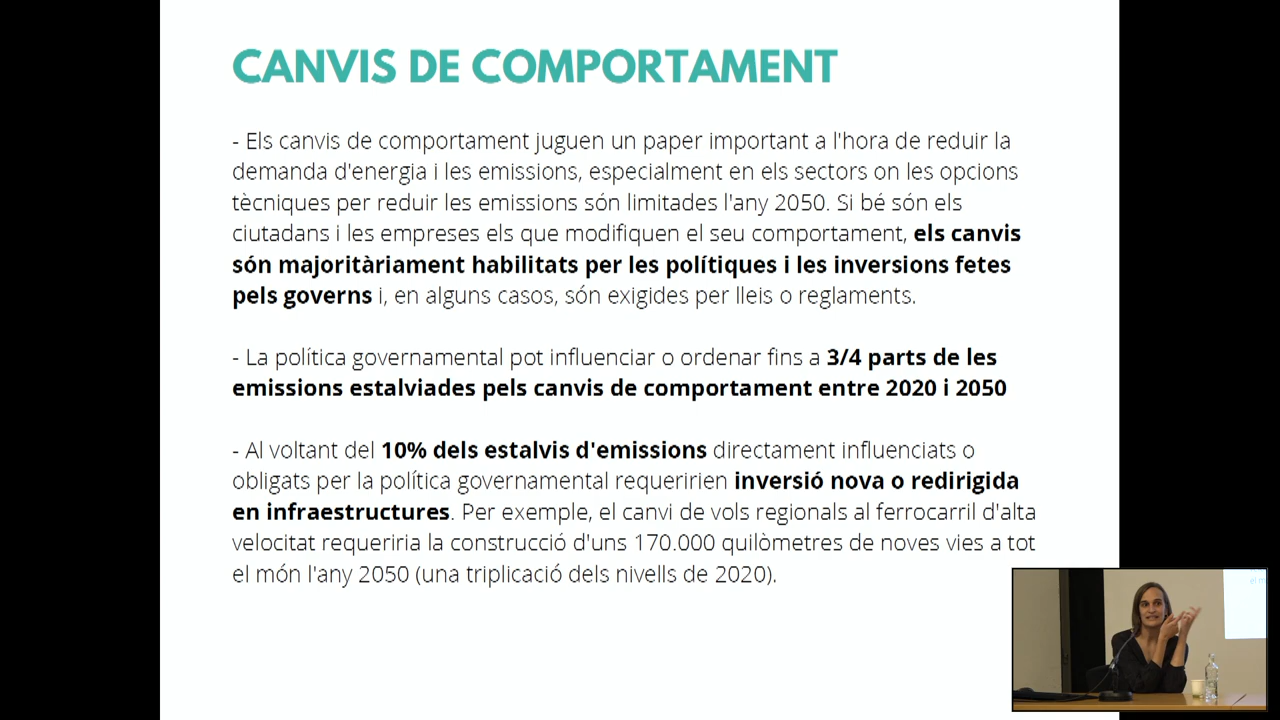 CANVIS DE COMPORTAMENT
- Els canvis de comportament juguen un paper important a l'hora de reduir la
demanda d'energia i les emissions, especialment en els sectors on les opcions
tècniques per reduir les emissions són limitades l'any 2050. Si bé són els
ciutadans i les empreses els que modifiquen el seu comportament, els canvis
són majoritàriament habilitats per les polítiques i les inversions fetes
pels governs i, en alguns casos, són exigides per lleis o reglaments.
- La política governamental pot influenciar o ordenar fins a 3/4 parts de les
emissions estalviades pels canvis de comportament entre 2020 i 2050
- Al voltant del 10% dels estalvis d'emissions directament influenciats o
obligats per la política governamental requeririen inversió nova o redirigida
en infraestructures. Per exemple, el canvi de vols regionals al ferrocarril d'alta
velocitat requeriria la construcció d'uns 170.000 quilòmetres de noves vies a tot
el món l'any 2050 (una triplicació dels nivells de 2020).